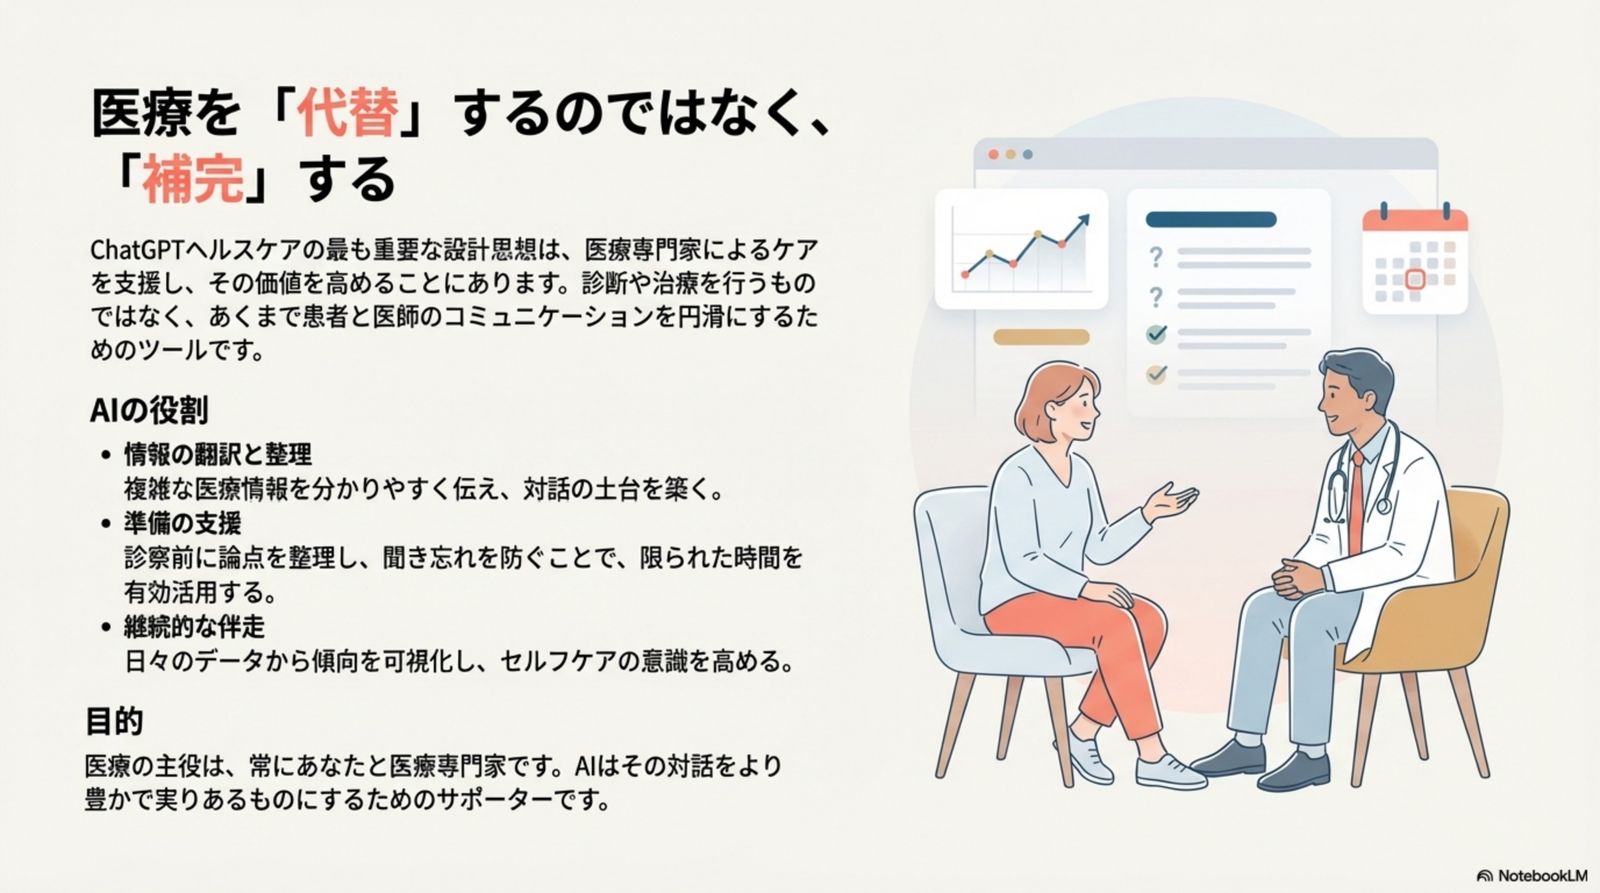 医療を「代替」するのではなく、
「補完」する
ChatGPTヘルスケアの最も重要な設計思想は、医療専門家によるケア
を支援し、その価値を高めることにあります。診断や治療を行うもの
ではなく、あくまで患者と医師のコミュニケーションを円滑にするた
めのツールです。
AIの役割
• 情報の翻訳と整理
複雑な医療情報を分かりやすく伝え、対話の土台を築く。
• 準備の支援
診察前に論点を整理し、聞き忘れを防ぐことで、限られた時間を
有効活用する。
• 継続的な伴走
日々のデータから傾向を可視化し、セルフケアの意識を高める。
目的
医療の主役は、常にあなたと医療専門家です。AIはその対話をより
豊かで実りあるものにするためのサポーターです。
?
?
NotebookLM